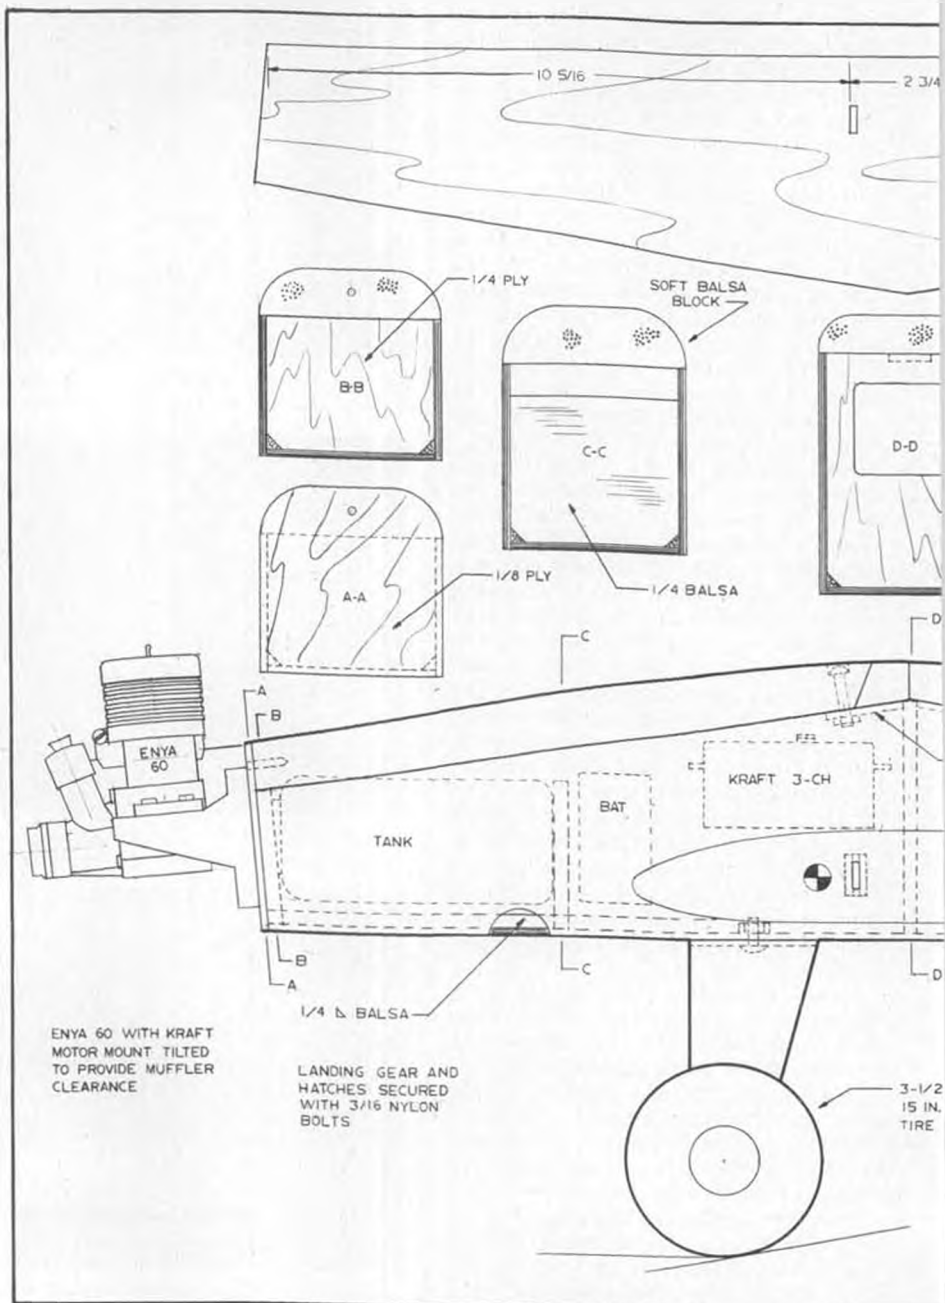 10 5/16
2 3/4
1/4 PLY
SOFT BALSA
BLOCK
B-B
C-C
D-D
A-A
1/8 PLY
1/4 BALSA
C
D
A
B
ENYA
60
KRAFT 3-CH
BAT
TANK
B
A
C
D
1/4 BALSA
ENYA 60 WITH KRAFT
MOTOR MOUNT TILTED
TO PROVIDE MUFFLER
CLEARANCE
LANDING GEAR AND
HATCHES SECURED
WITH 3/16 NYLON
BOLTS
3-1/2
15 IN.
TIRE